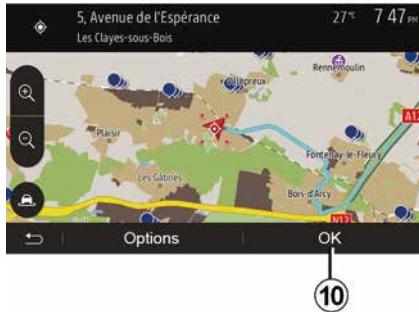 5, Avenue de l'Espérance
27°C
7 47 PM
Les Clayes-sous-Bois
Rennemoulin
Villepreux
A12
Plaisir
Fontenay-le-Fleury
Les Gâtines
Bois-d'Arcy
N12
Options
OK
10